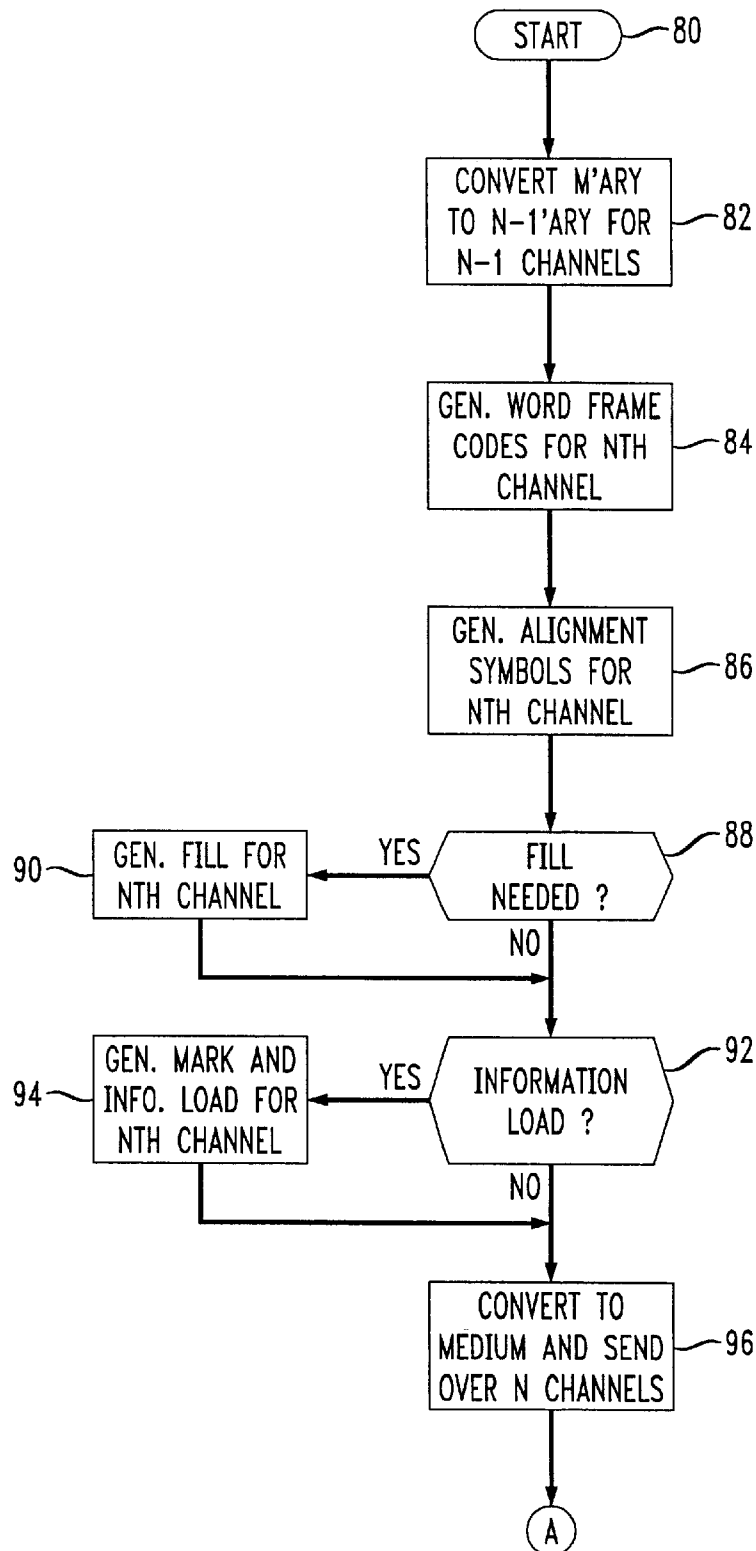 START
80
CONVERT M'ARY
TO N-1'ARY FOR
N-1 CHANNELS
82
GEN. WORD FRAME
CODES FOR NTH
CHANNEL
84
GEN. ALIGNMENT
SYMBOLS FOR
NTH CHANNEL
86
90
GEN. FILL FOR
NTH CHANNEL
YES
FILL
NEEDED ?
88
NO
94
GEN. MARK AND
INFO. LOAD FOR
NTH CHANNEL
YES
INFORMATION
LOAD ?
92
NO
CONVERT TO
MEDIUM AND SEND
OVER N CHANNELS
96
A